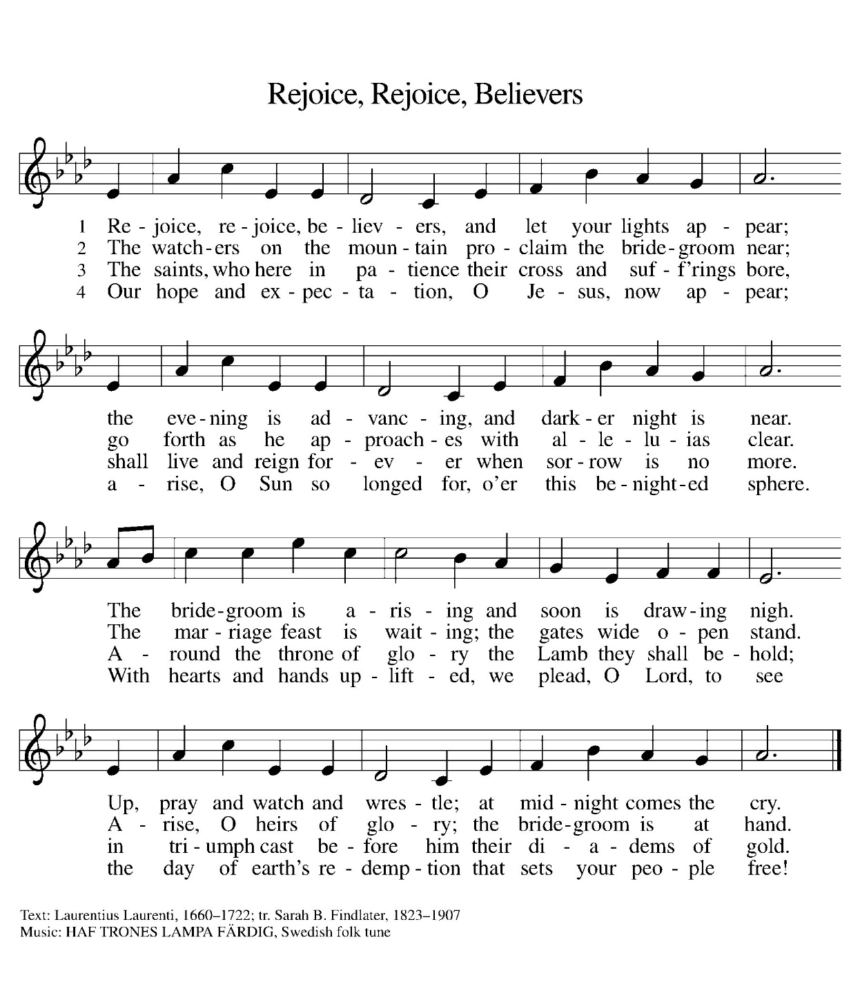 Rejoice, Rejoice, Believers
1 Re - joice, re - joice, be - liev - ers, and let your lights ap - pear;
2 The watch - ers on the moun - tain pro - claim the bride - groom near;
3 The saints, who here in pa - tience their cross and suf - f'rings bore,
4 Our hope and ex - pec - ta - tion, O Je - sus, now ap - pear;
the eve - ning is ad - vanc - ing, and dark - er night is near.
go forth as he ap - proach - es with al - le - lu - ias clear.
shall live and reign for - ev - er when sor - row is no more.
a - rise, O Sun so longed for, o'er this be - night - ed sphere.
The bride - groom is a - ris - ing and soon is draw - ing nigh.
The mar - riage feast is wait - ing; the gates wide o - pen stand.
A - round the throne of glo - ry the Lamb they shall be - hold;
With hearts and hands up - lift - ed, we plead, O Lord, to see
Up, pray and watch and wres - tle; at mid - night comes the cry.
A - rise, O heirs of glo - ry; the bride - groom is at hand.
in tri - umph cast be - fore him their di - a - dems of gold.
the day of earth's re - demp - tion that sets your peo - ple free!
Text: Laurentius Laurenti, 1660–1722; tr. Sarah B. Findlater, 1823–1907
Music: HAF TRONES LAMPA FÄRDIG, Swedish folk tune